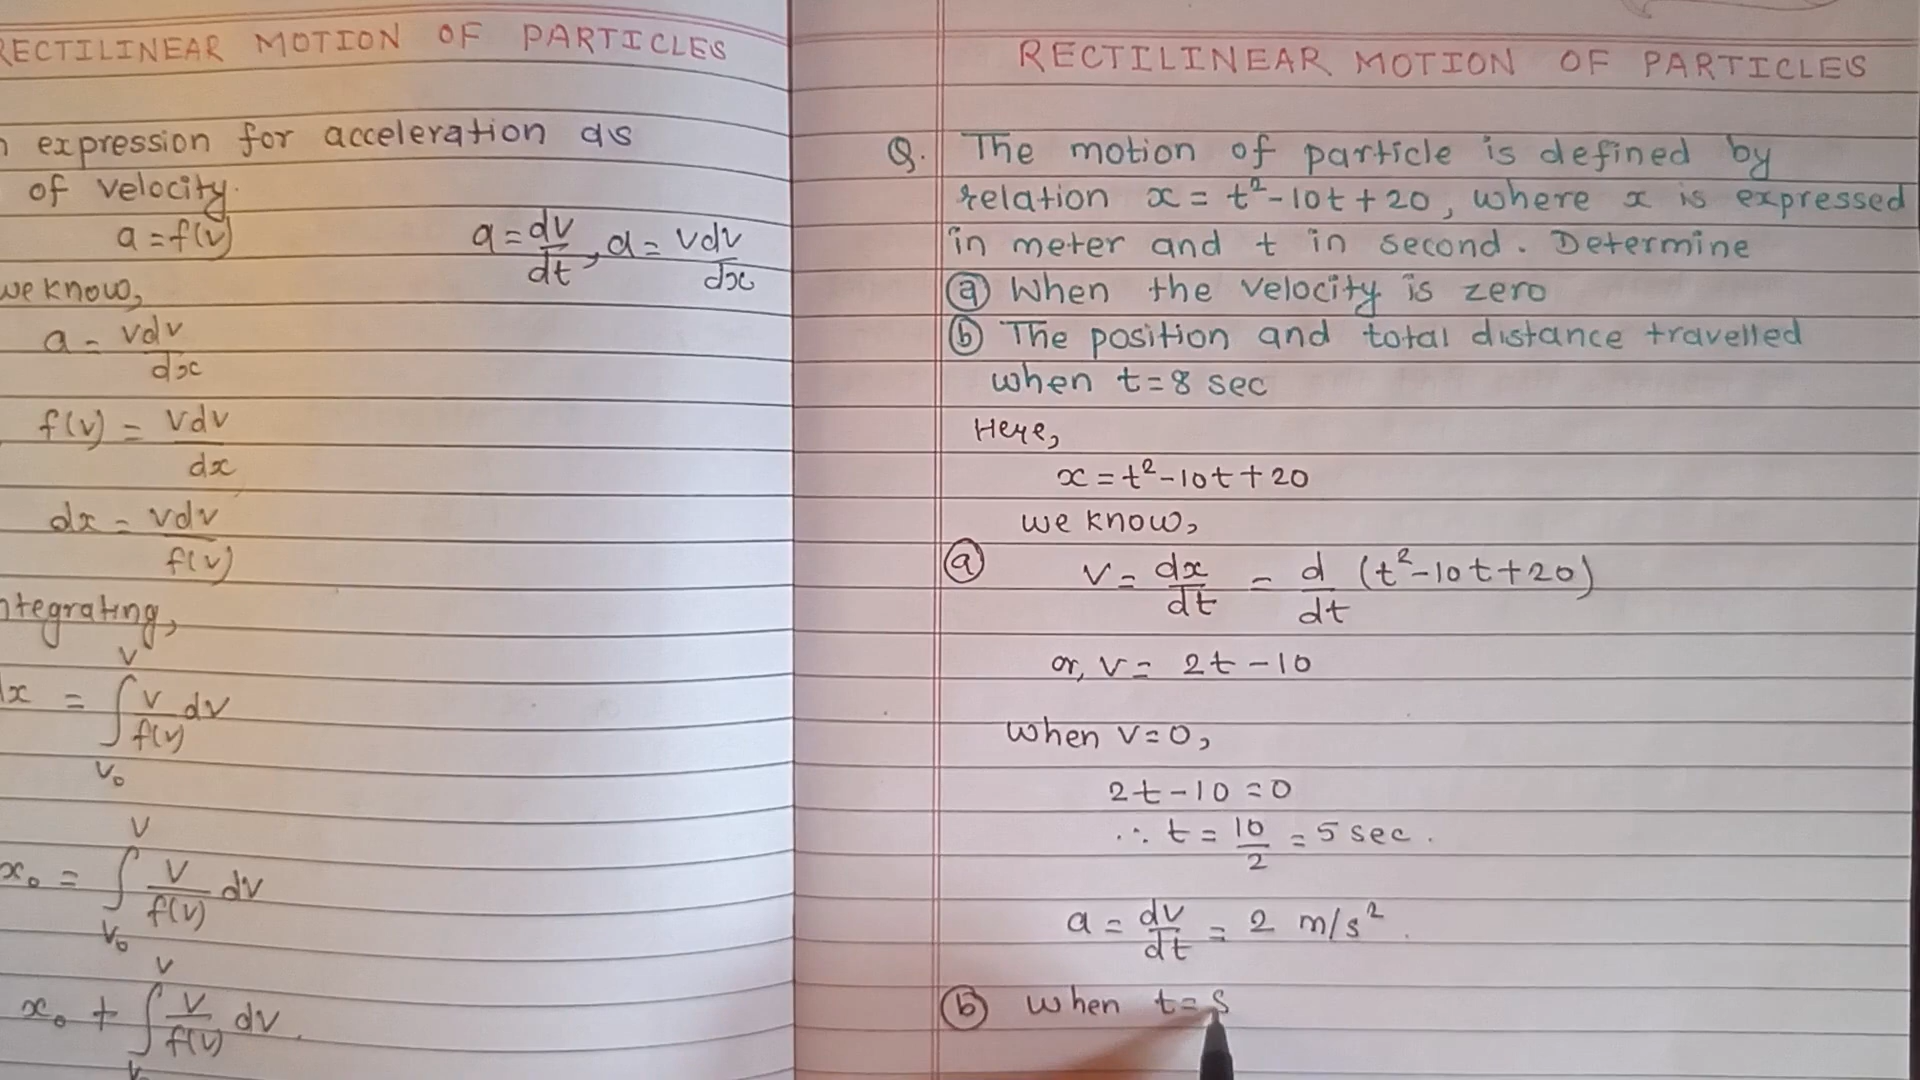 RECTILINEAR MOTION OF PARTICLES
expression for acceleration as
of velocity.
a = f(v)
a = dv/dt, a = vdv/dx
we know,
a = vdv/dx
f(v) = vdv/dx
dx = vdv/f(v)
ntegrating,
x = ∫_{v₀}^{v} v/f(v) dv
x₀ = ∫_{v₀}^{v} v/f(v) dv
x₀ + ∫^{v} v/f(v) dv.
RECTILINEAR MOTION OF PARTICLES
Q. The motion of particle is defined by
relation x = t² - 10t + 20, where x is expressed
in meter and t in second. Determine
ⓐ When the velocity is zero
ⓑ The position and total distance travelled
when t = 8 sec
Here,
x = t² - 10t + 20
we know,
ⓐ v = dx/dt = d/dt (t² - 10t + 20)
or, v = 2t - 10
When v = 0,
2t - 10 = 0
∴ t = 10/2 = 5 sec.
a = dv/dt = 2 m/s².
ⓑ When t =